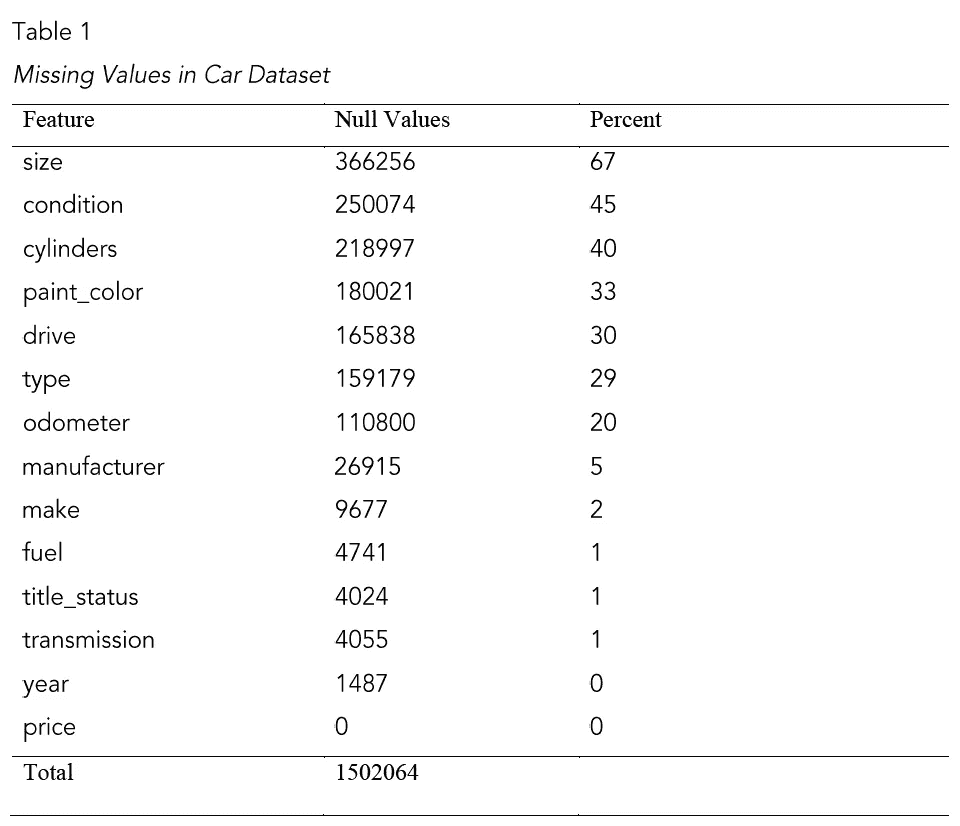 Table 1
Missing Values in Car Dataset
Feature Null Values Percent
size 366256 67
condition 250074 45
cylinders 218997 40
paint_color 180021 33
drive 165838 30
type 159179 29
odometer 110800 20
manufacturer 26915 5
make 9677 2
fuel 4741 1
title_status 4024 1
transmission 4055 1
year 1487 0
price 0 0
Total 1502064